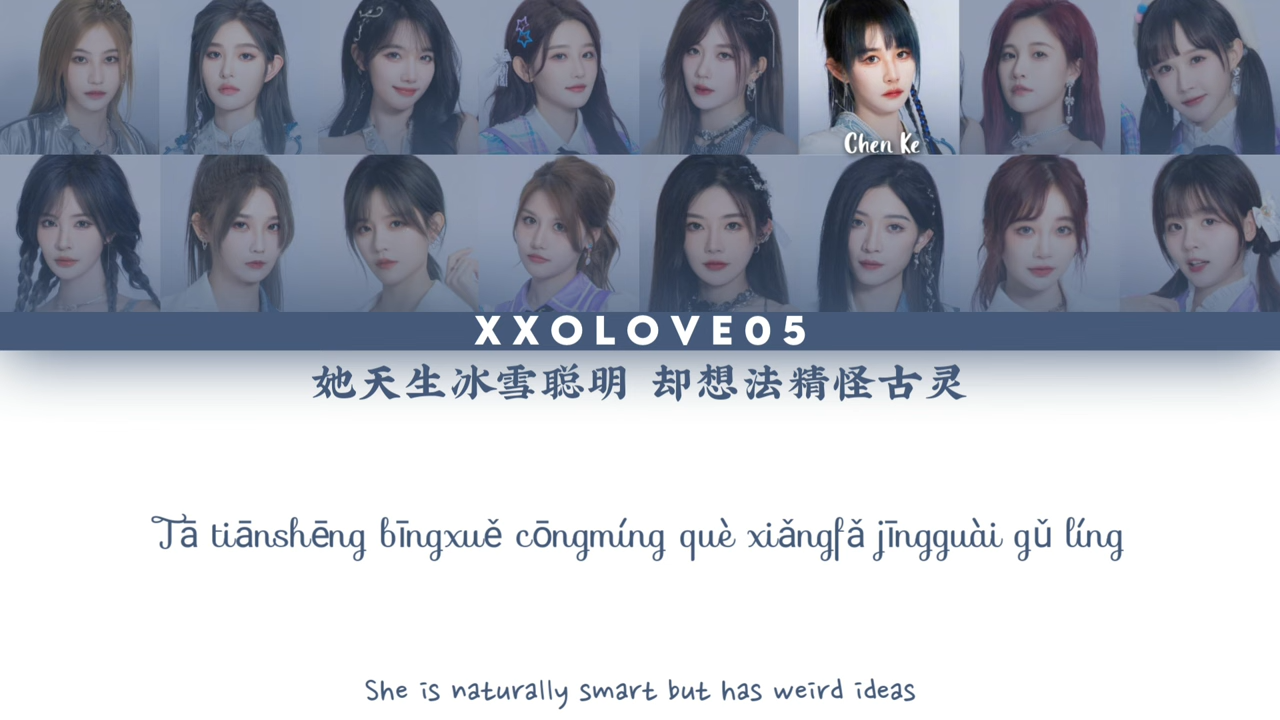 Chen Ke
XXOLOVE05
她天生冰雪聪明 却想法精怪古灵
Tā tiānshēng bīngxuě cōngmíng què xiǎngfǎ jīngguài gǔ líng
She is naturally smart but has weird ideas